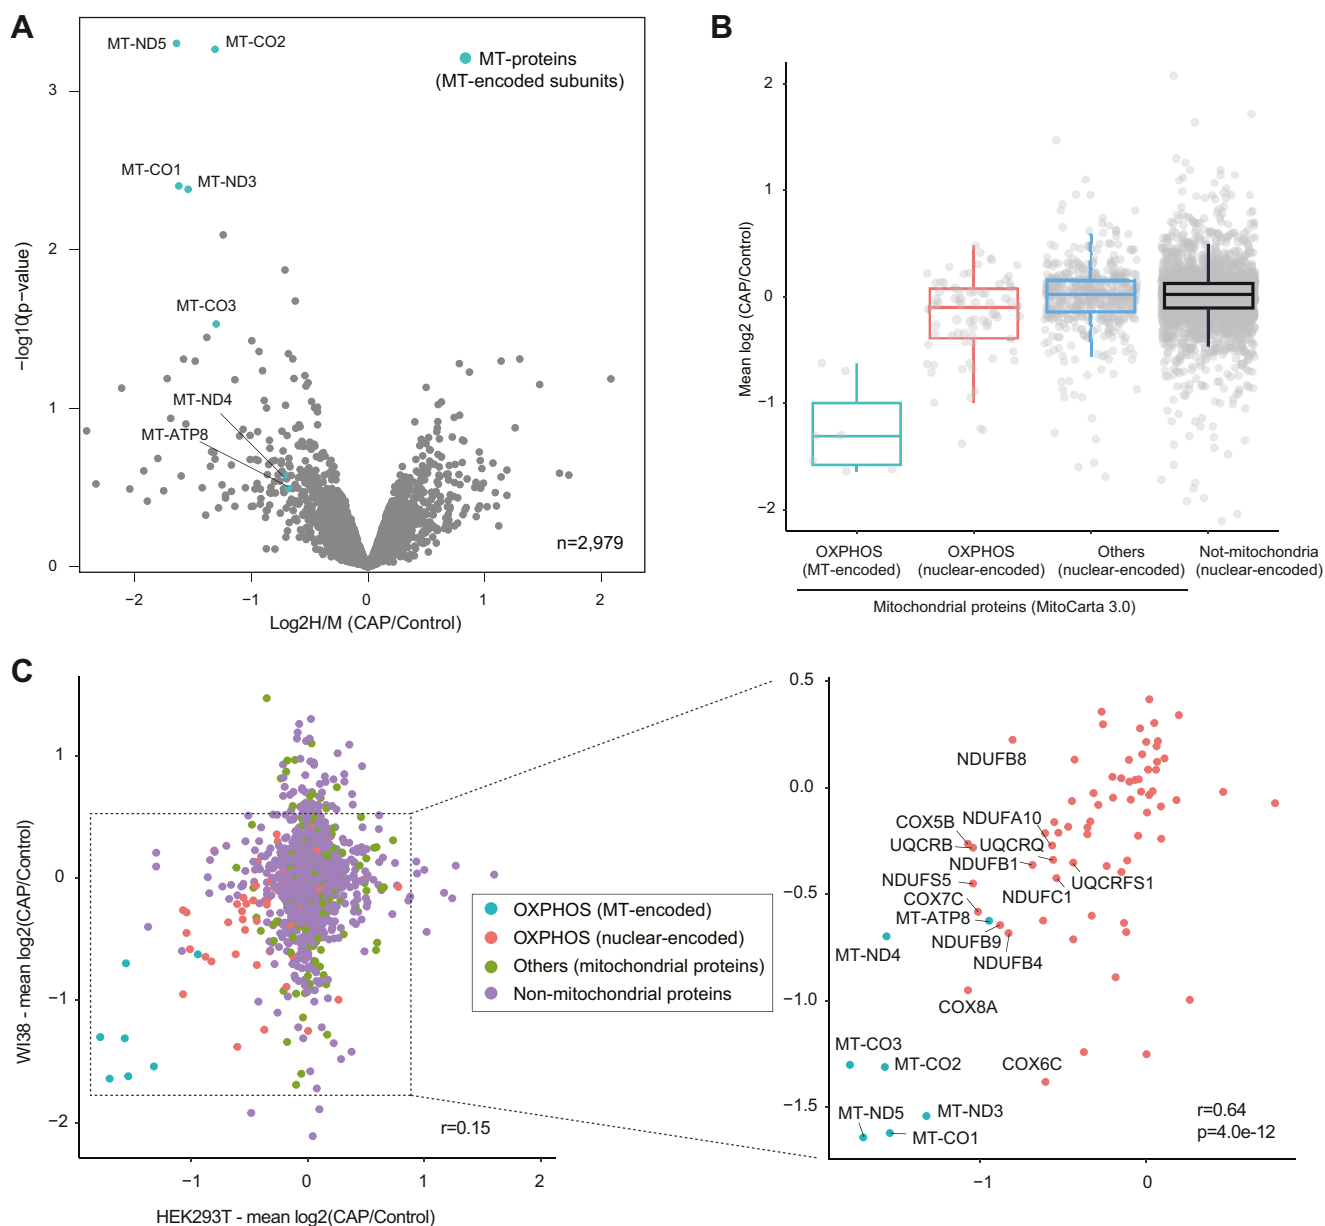 A
MT-ND5
MT-CO2
MT-proteins
(MT-encoded subunits)
3
MT-CO1
MT-ND3
2
MT-CO3
MT-ND4
1
MT-ATP8
n=2,979
0
−log10(p−value)
−2
−1
0
1
2
Log2H/M (CAP/Control)
B
2
1
0
−1
−2
Mean log2 (CAP/Control)
OXPHOS
(MT-encoded)
OXPHOS
(nuclear-encoded)
Others
(nuclear-encoded)
Not-mitochondria
(nuclear-encoded)
Mitochondrial proteins (MitoCarta 3.0)
C
1
0
−1
−2
WI38 - mean log2(CAP/Control)
r=0.15
−1
0
1
2
HEK293T - mean log2(CAP/Control)
OXPHOS (MT-encoded)
OXPHOS (nuclear-encoded)
Others (mitochondrial proteins)
Non-mitochondrial proteins
0.5
0.0
−0.5
−1.0
−1.5
NDUFB8
COX5B
NDUFA10
UQCRB
UQCRQ
NDUFB1
NDUFS5
UQCRFS1
COX7C
NDUFC1
MT-ATP8
NDUFB9
MT-ND4
NDUFB4
COX8A
MT-CO3
MT-CO2
COX6C
MT-ND5
MT-ND3
MT-CO1
r=0.64
p=4.0e-12
−1
0